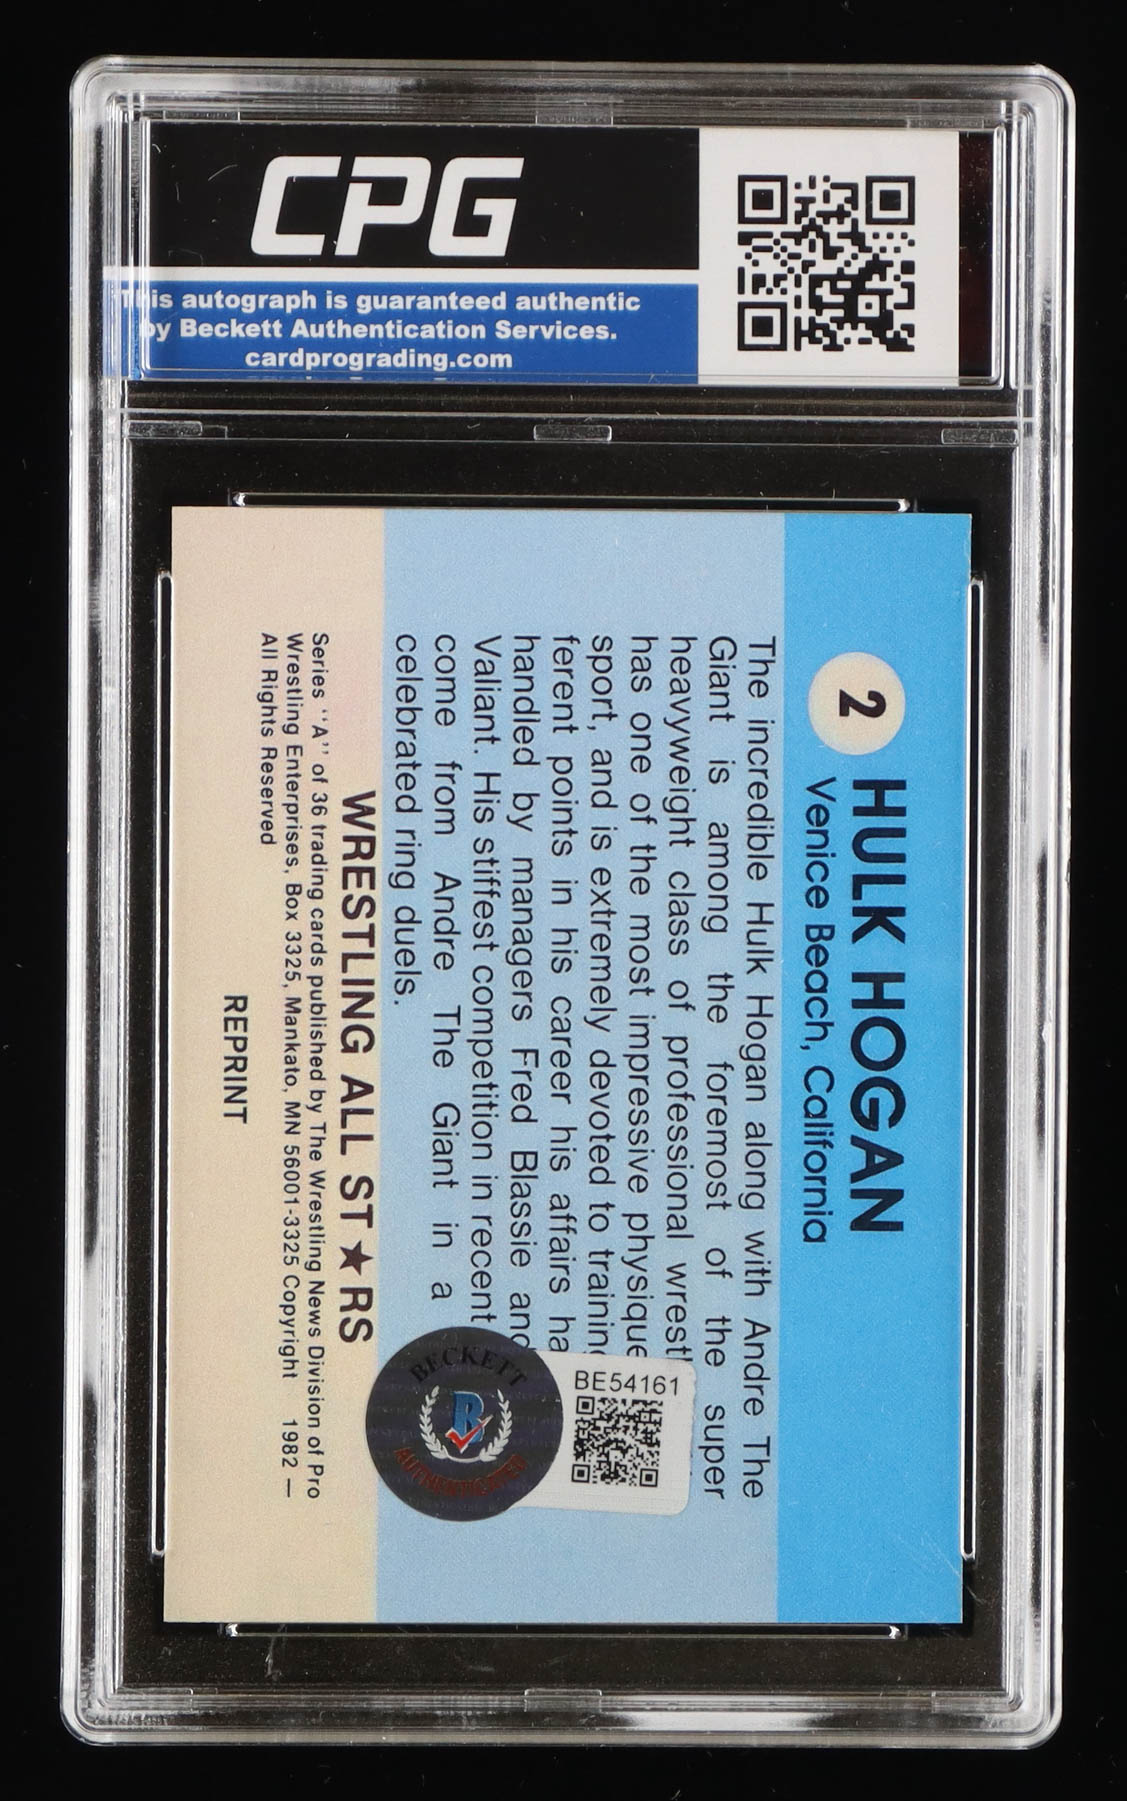 CPG
This autograph is guaranteed authentic
by Beckett Authentication Services.
cardprograding.com
2
HULK HOGAN
Venice Beach, California
The incredible Hulk Hogan along with Andre The
Giant is among the foremost of the super
heavyweight class of professional wrestl
has one of the most impressive physique
sport, and is extremely devoted to training
ferent points in his career his affairs ha
handled by managers Fred Blassie and
Valiant. His stiffest competition in recent
come from Andre The Giant in a
celebrated ring duels.
WRESTLING ALL ST★RS
Series "A" of 36 trading cards published by The Wrestling News Division of Pro
Wrestling Enterprises, Box 3325, Mankato, MN 56001-3325 Copyright 1982 —
All Rights Reserved
REPRINT
BE54161
BECKETT
B
AUTHENTICATED